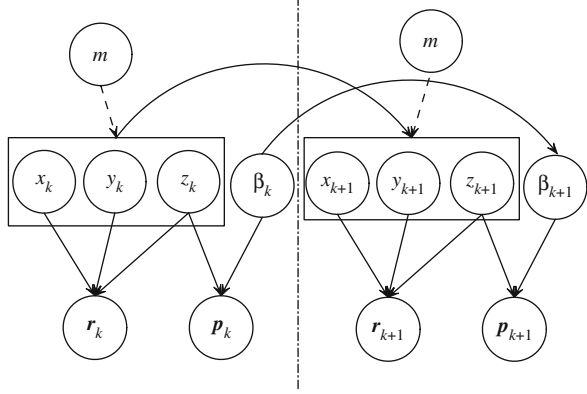 m m
x_k y_k z_k β_k x_{k+1} y_{k+1} z_{k+1} β_{k+1}
r_k p_k r_{k+1} p_{k+1}